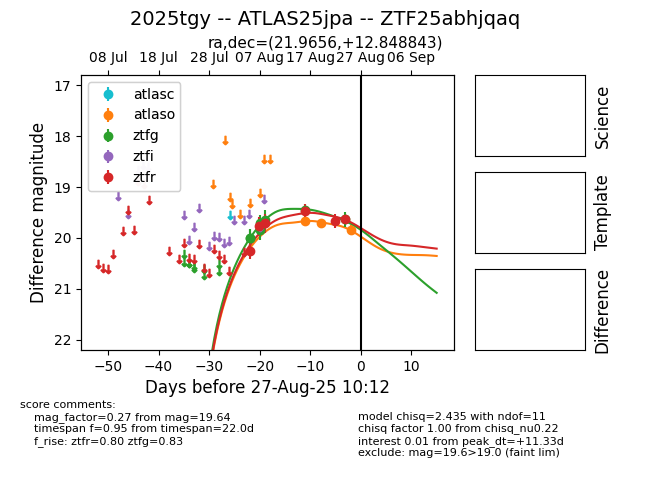 2025tgy -- ATLAS25jpa -- ZTF25abhjqaq
ra,dec=(21.9656,+12.848843)
08 Jul 18 Jul 28 Jul 07 Aug 17 Aug 27 Aug 06 Sep
atlasc
atlaso
ztfg
ztfi
ztfr
17
18
19
20
21
22
Difference magnitude
−50 −40 −30 −20 −10 0 10
Days before 27-Aug-25 10:12
Science
Template
Difference
score comments:
mag_factor=0.27 from mag=19.64
timespan f=0.95 from timespan=22.0d
f_rise: ztfr=0.80 ztfg=0.83
model chisq=2.435 with ndof=11
chisq factor 1.00 from chisq_nu0.22
interest 0.01 from peak_dt=+11.33d
exclude: mag=19.6>19.0 (faint lim)